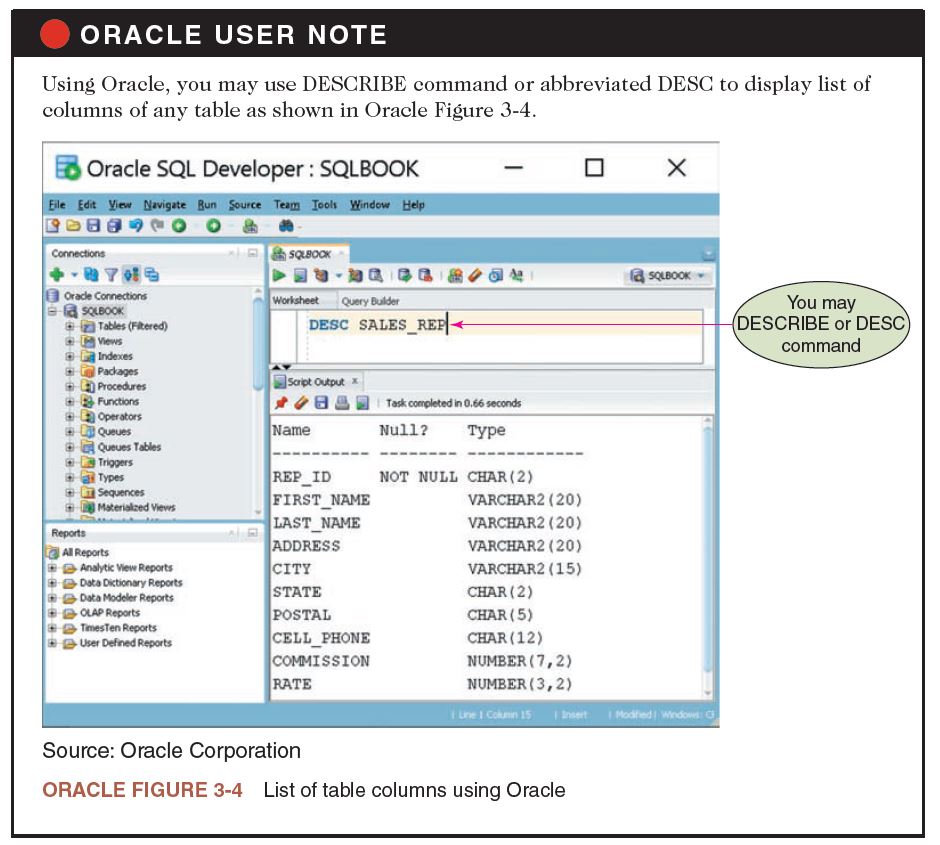 ORACLE USER NOTE
Using Oracle, you may use DESCRIBE command or abbreviated DESC to display list of
columns of any table as shown in Oracle Figure 3-4.
Oracle SQL Developer : SQLBOOK
File Edit View Navigate Run Source Team Tools Window Help
Connections
Oracle Connections
SQLBOOK
Tables (Filtered)
Views
Indexes
Packages
Procedures
Functions
Operators
Queues
Queues Tables
Triggers
Types
Sequences
Materialized Views
Reports
All Reports
Analytic View Reports
Data Dictionary Reports
Data Modeler Reports
OLAP Reports
TimesTen Reports
User Defined Reports
SQLBOOK
SQLBOOK
Worksheet Query Builder
DESC SALES_REP
You may
DESCRIBE or DESC
command
Script Output
Task completed in 0.66 seconds
Name Null? Type
---------- -------- ------------
REP_ID NOT NULL CHAR(2)
FIRST_NAME VARCHAR2(20)
LAST_NAME VARCHAR2(20)
ADDRESS VARCHAR2(20)
CITY VARCHAR2(15)
STATE CHAR(2)
POSTAL CHAR(5)
CELL_PHONE CHAR(12)
COMMISSION NUMBER(7,2)
RATE NUMBER(3,2)
Line 1 Column 15 | Insert | Modified | Windows:
Source: Oracle Corporation
ORACLE FIGURE 3-4 List of table columns using Oracle